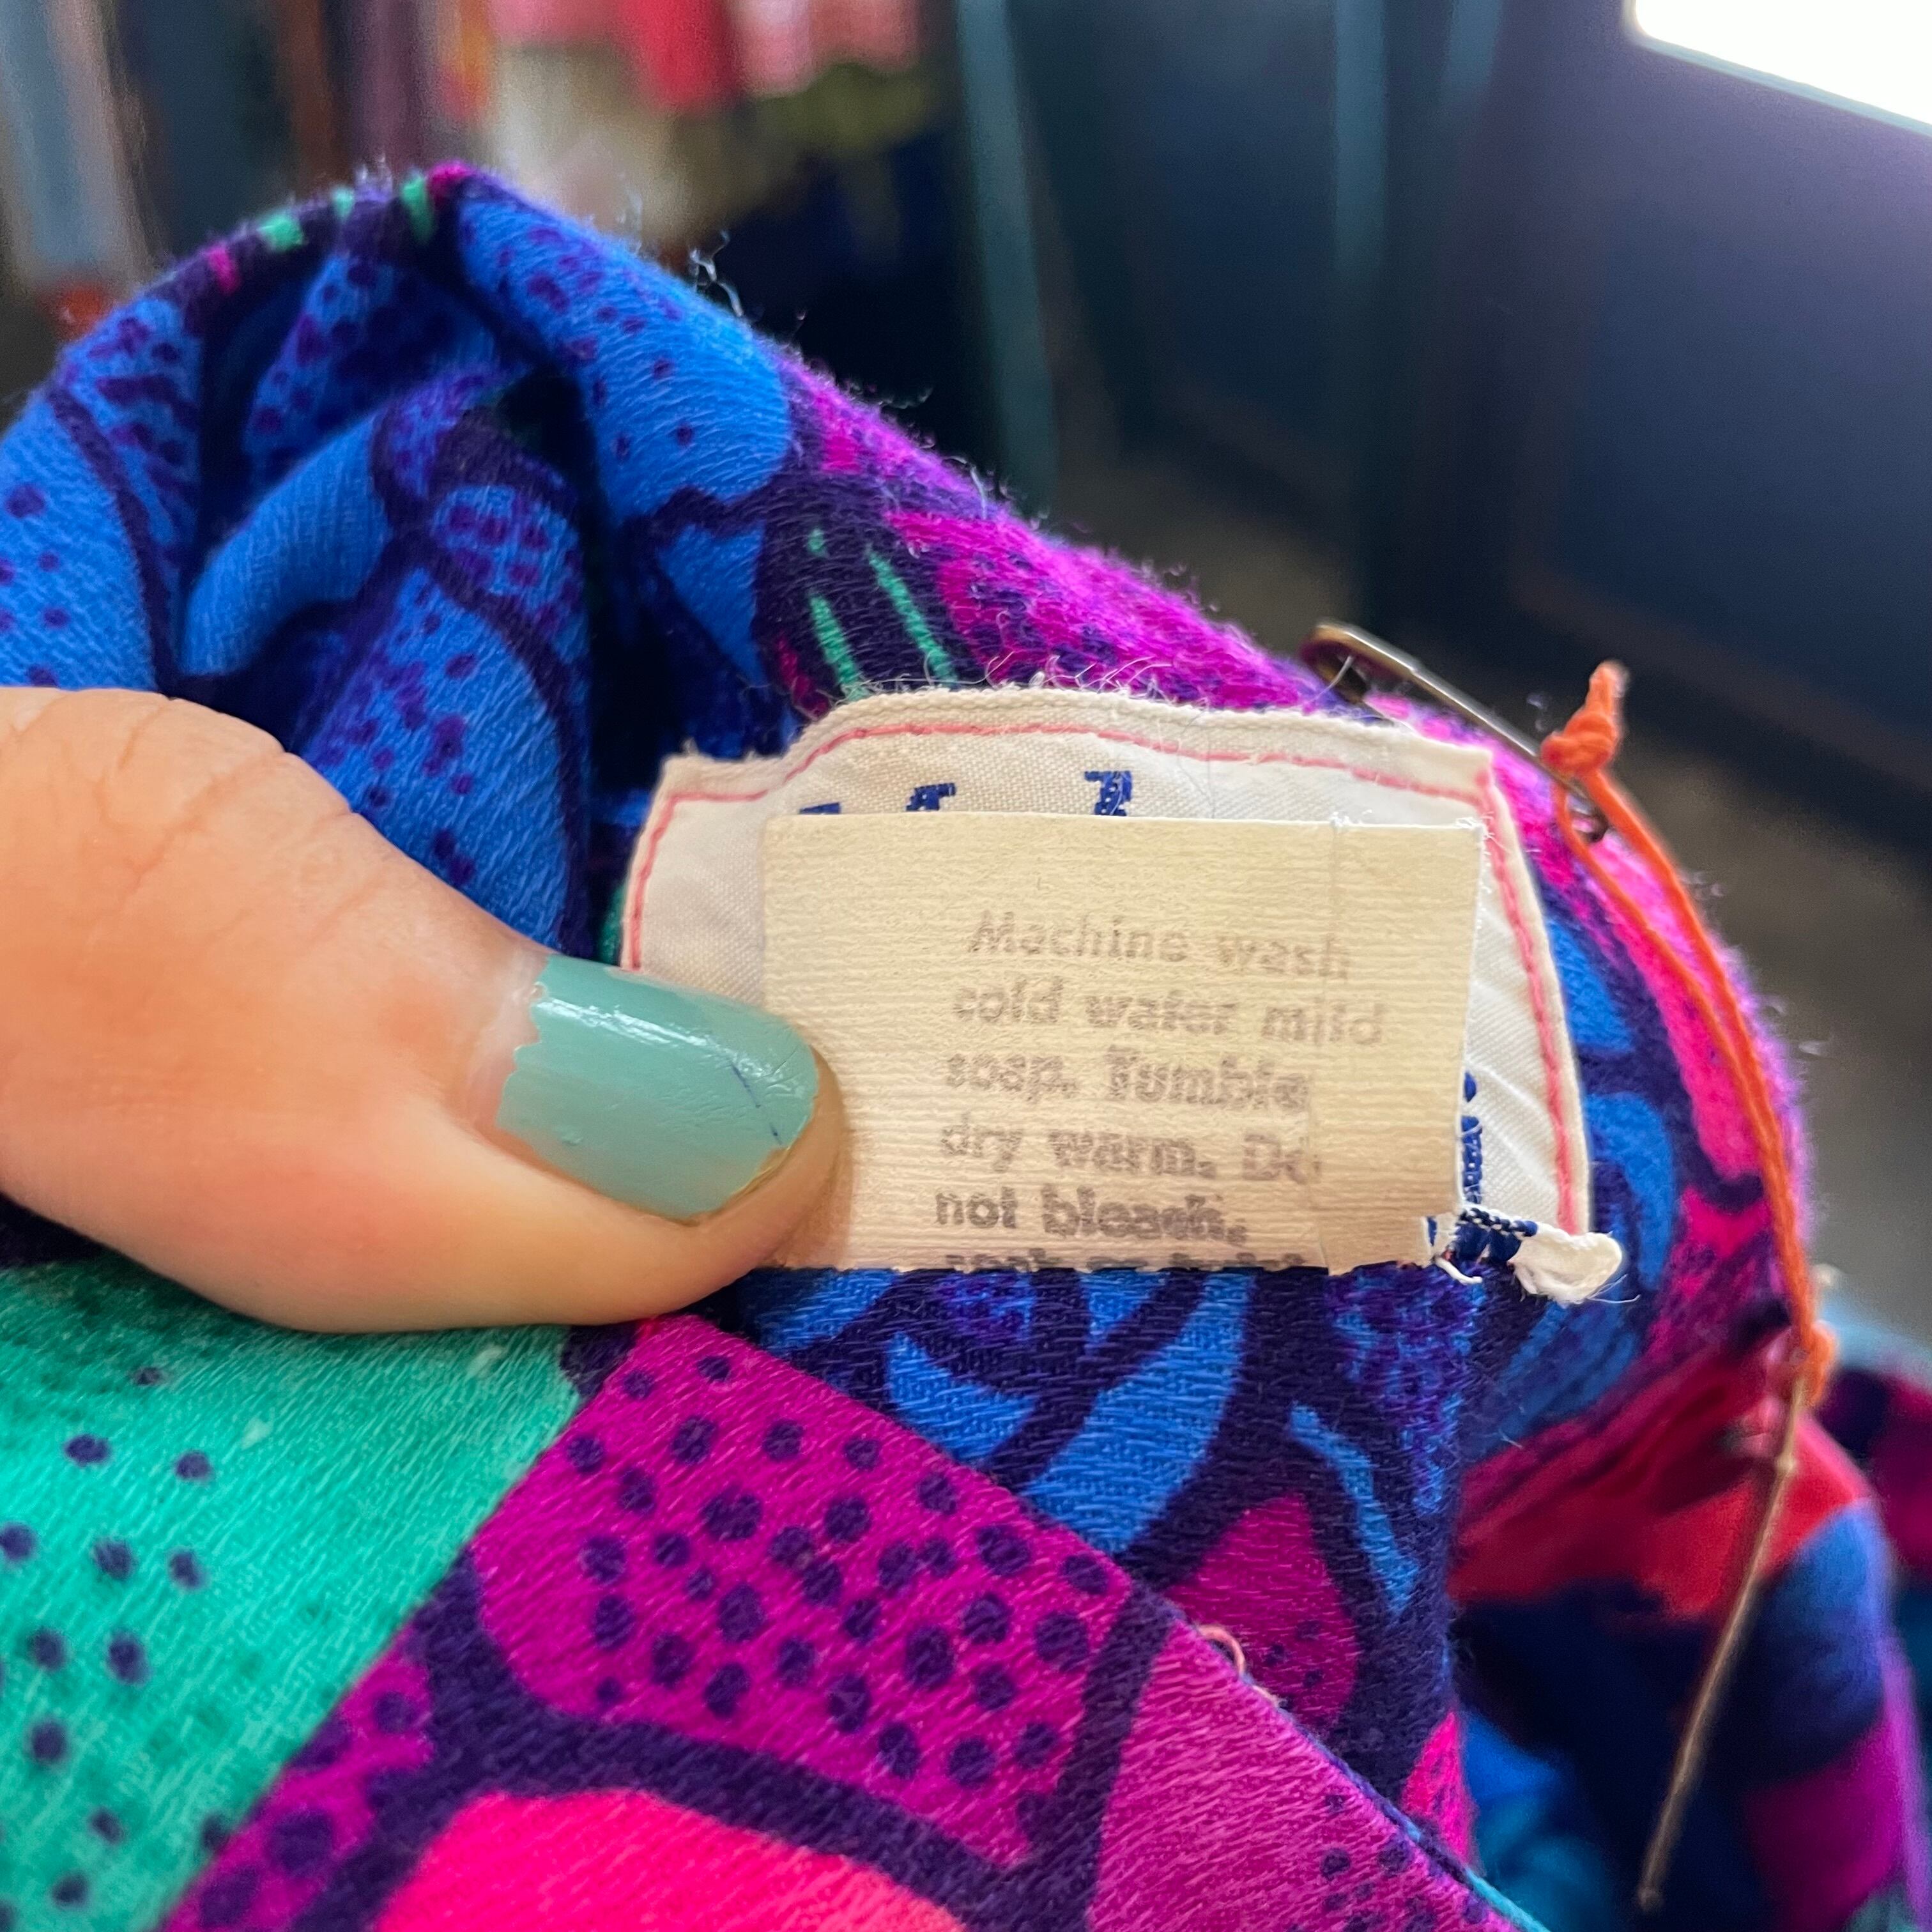 Machine wash
cold water mild
soap. Tumble
dry warm. Do
not bleach.